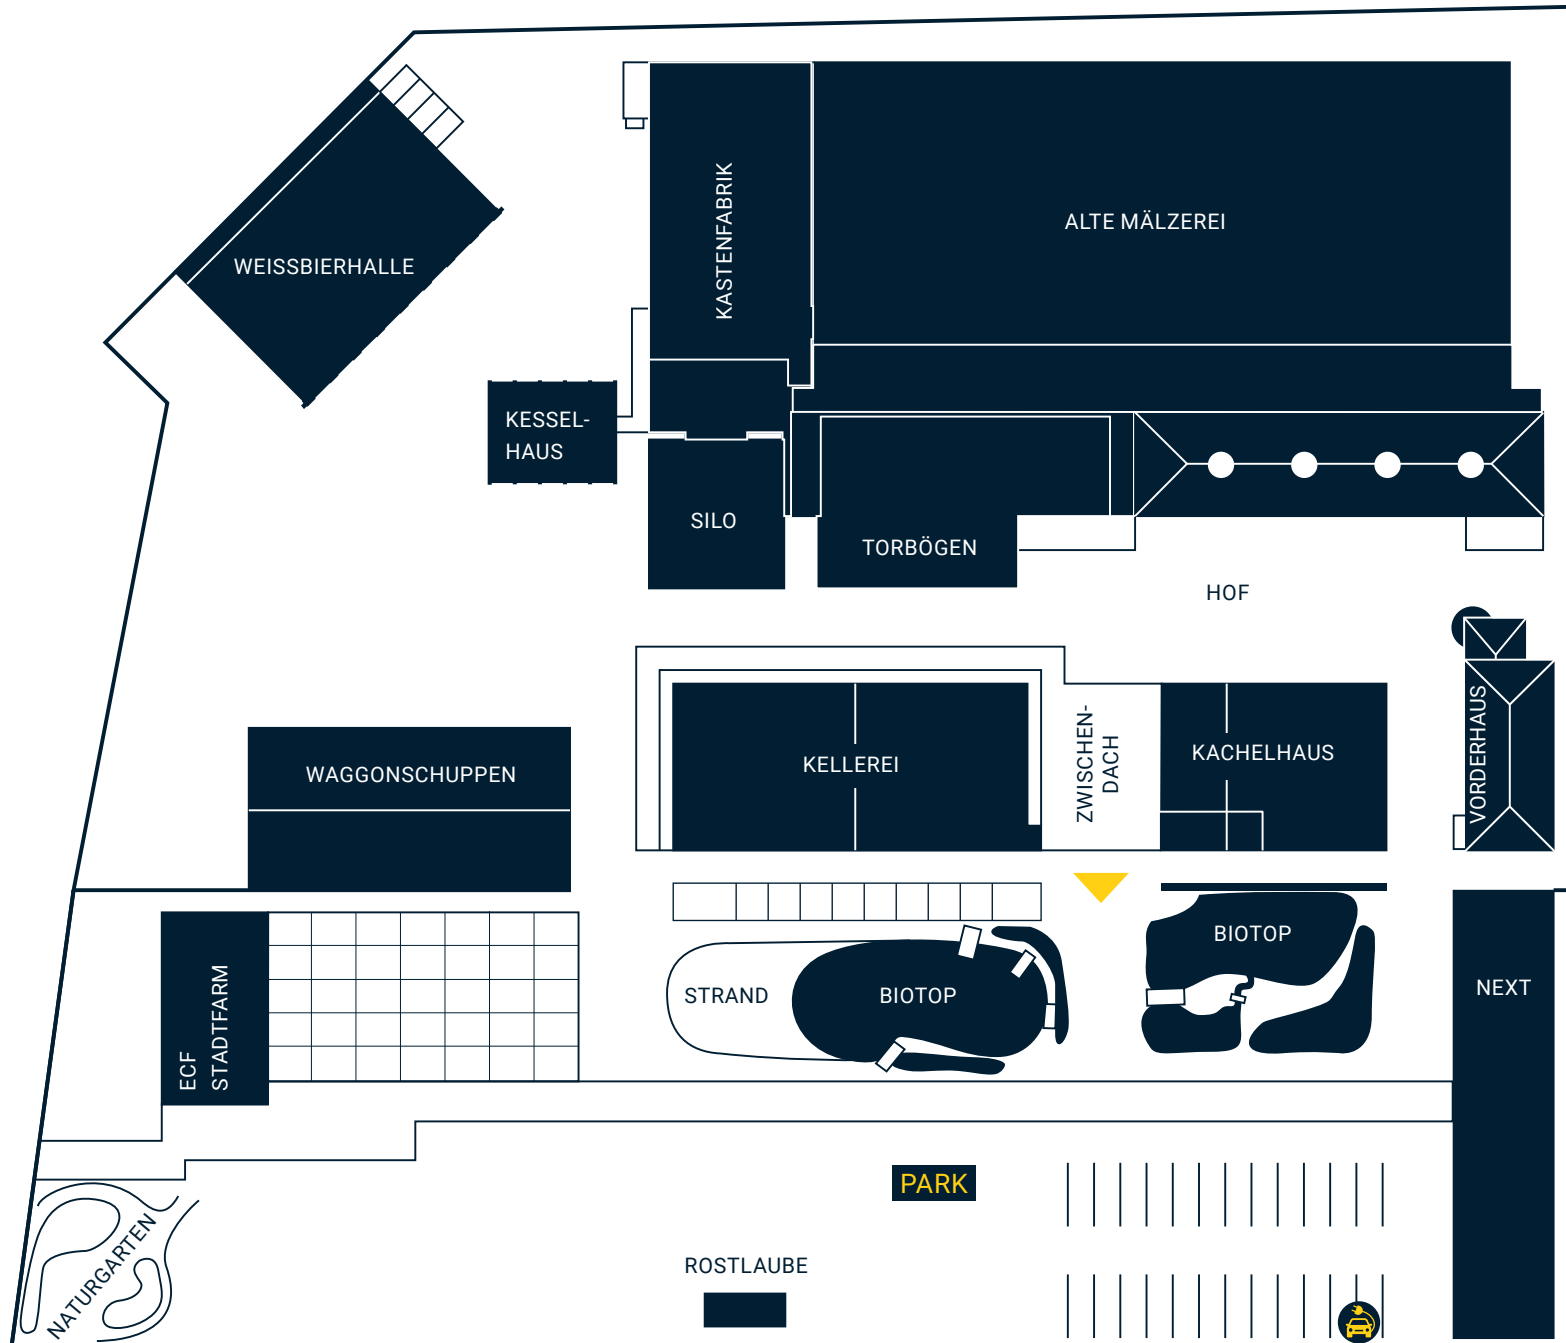 KASTENFABRIK
ALTE MÄLZEREI
WEISSBIERHALLE
KESSEL-
HAUS
SILO
TORBÖGEN
HOF
VORDERHAUS
ZWISCHEN-
DACH
KACHELHAUS
KELLEREI
WAGGONSCHUPPEN
BIOTOP
ECF
STADTFARM
STRAND
BIOTOP
NEXT
PARK
NATURGARTEN
ROSTLAUBE